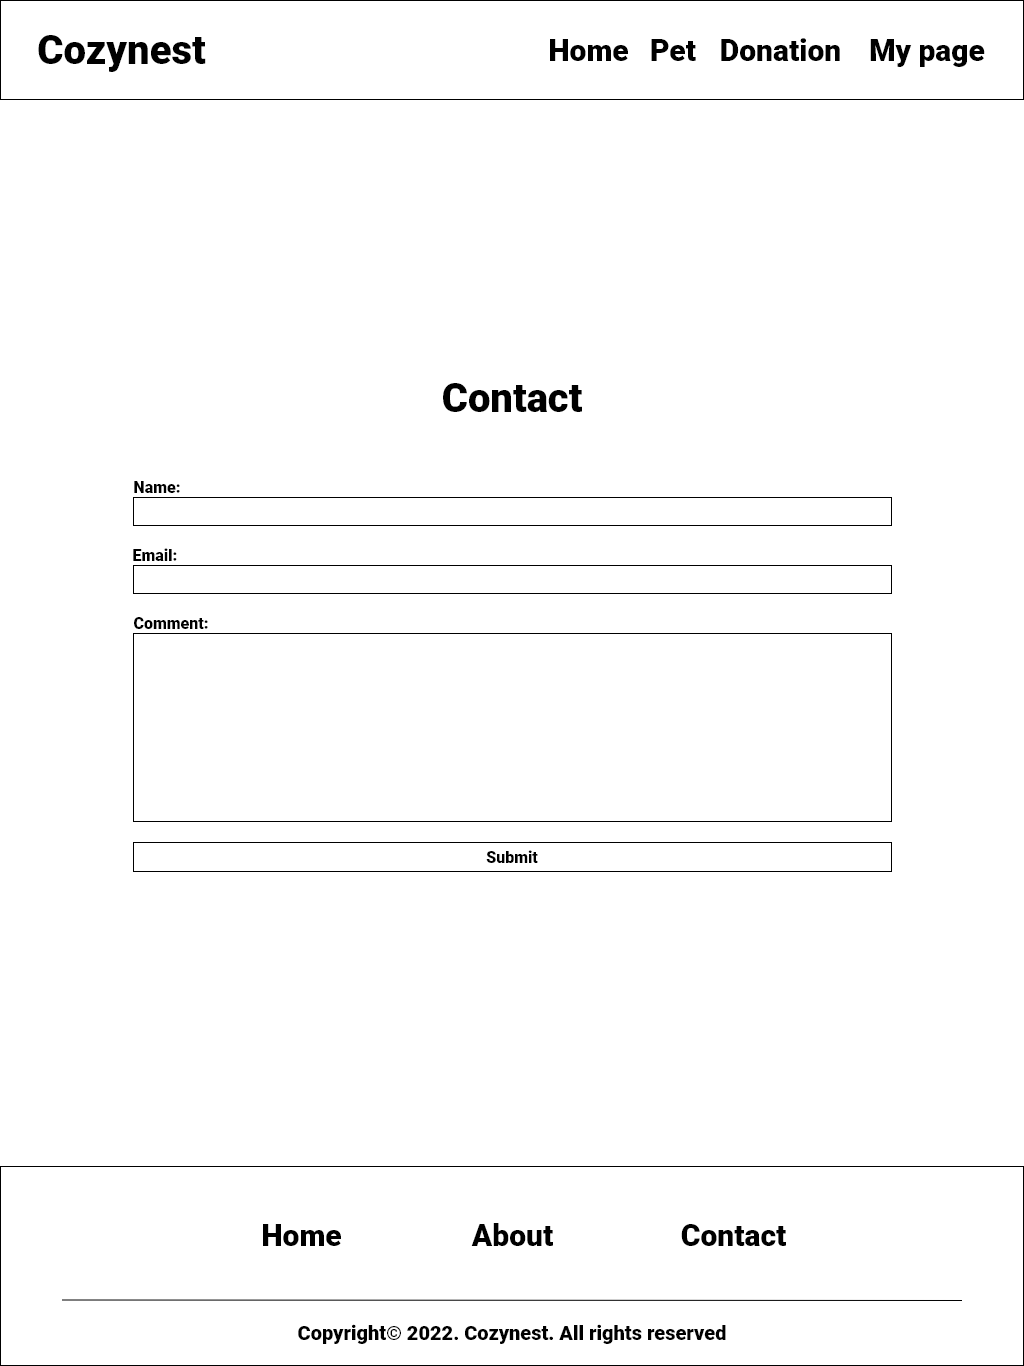 Cozynest Home Pet Donation My page
Contact
Name:
Email:
Comment:
Submit
Home About Contact
Copyright© 2022. Cozynest. All rights reserved